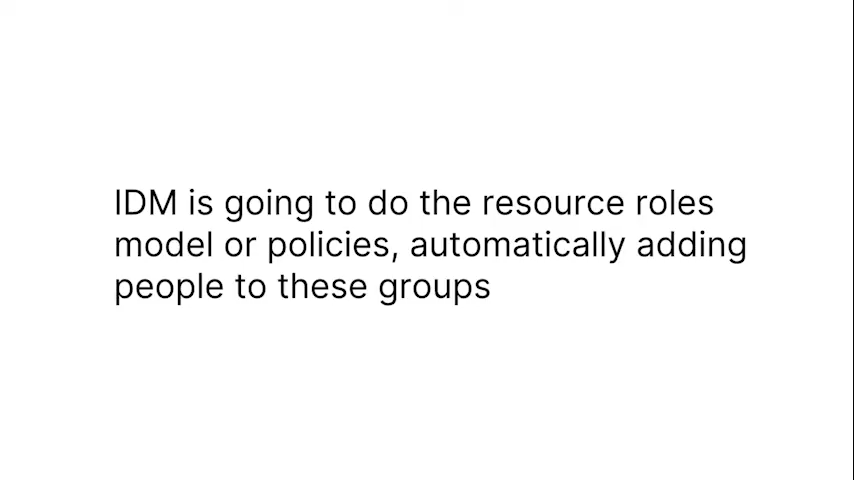 IDM is going to do the resource roles
model or policies, automatically adding
people to these groups